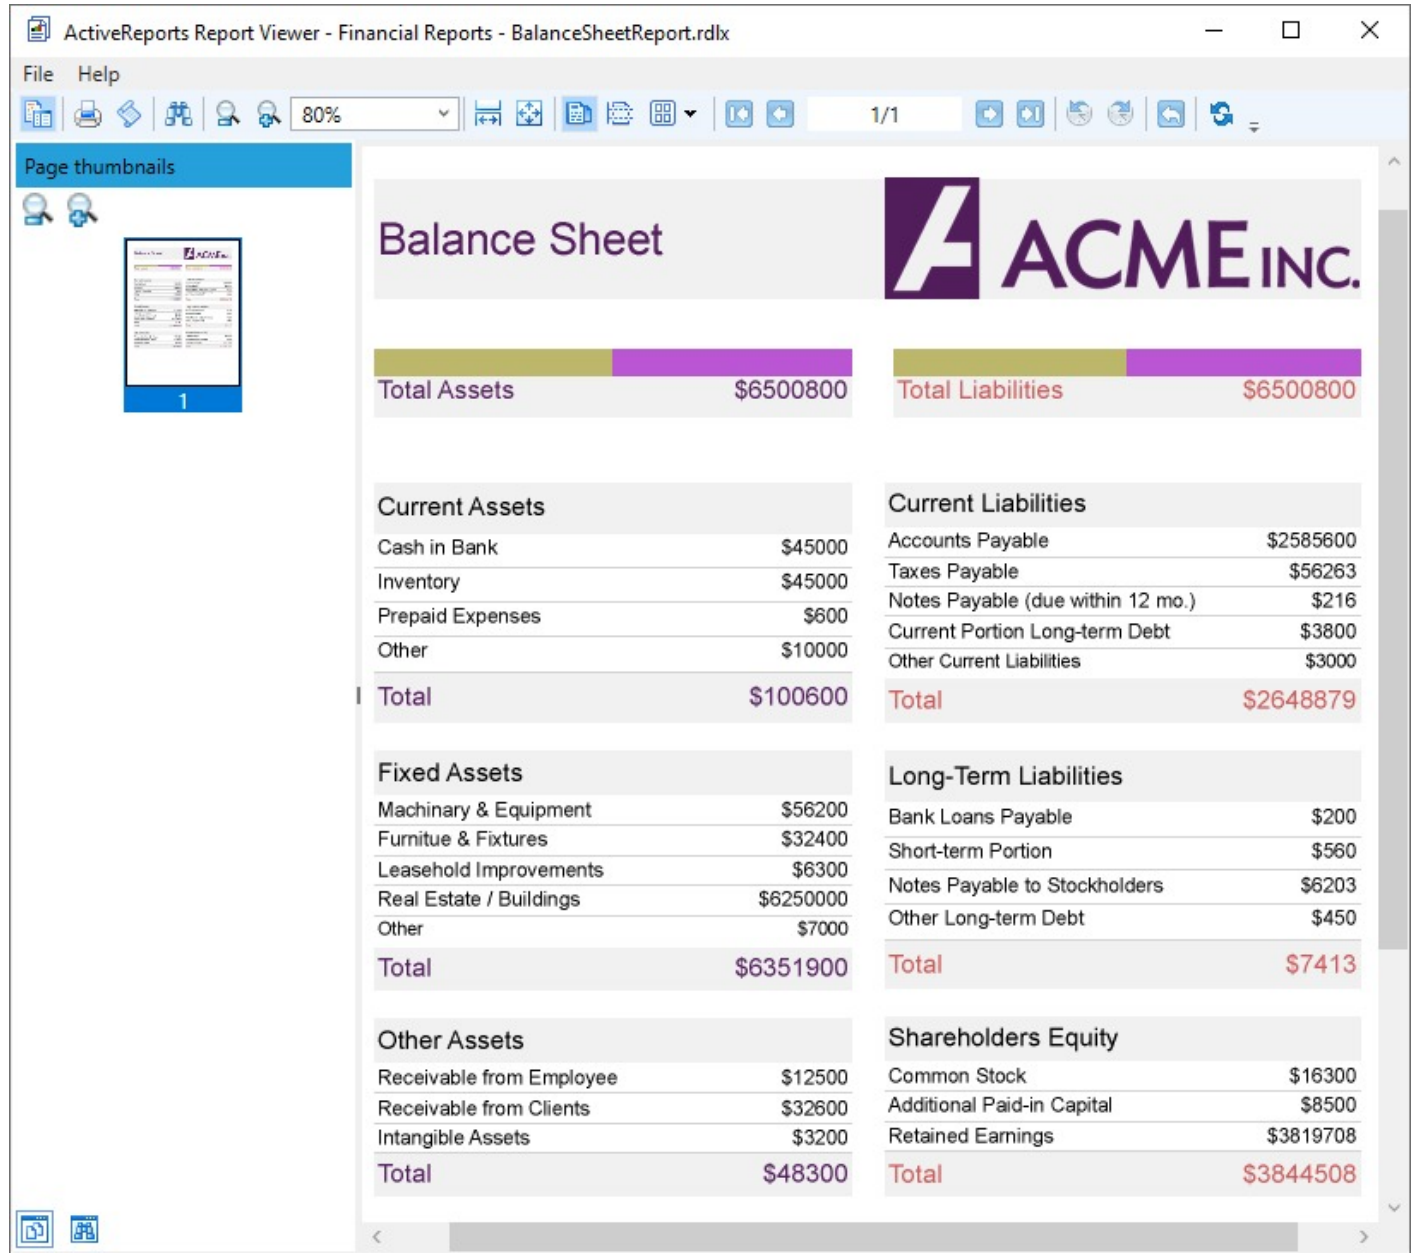 ActiveReports Report Viewer - Financial Reports - BalanceSheetReport.rdlx
File Help
80% 1/1
Page thumbnails
1
Balance Sheet
ACME INC.
Total Assets $6500800
Total Liabilities $6500800
Current Assets
Cash in Bank $45000
Inventory $45000
Prepaid Expenses $600
Other $10000
Total $100600
Current Liabilities
Accounts Payable $2585600
Taxes Payable $56263
Notes Payable (due within 12 mo.) $216
Current Portion Long-term Debt $3800
Other Current Liabilities $3000
Total $2648879
Fixed Assets
Machinary & Equipment $56200
Furnitue & Fixtures $32400
Leasehold Improvements $6300
Real Estate / Buildings $6250000
Other $7000
Total $6351900
Long-Term Liabilities
Bank Loans Payable $200
Short-term Portion $560
Notes Payable to Stockholders $6203
Other Long-term Debt $450
Total $7413
Other Assets
Receivable from Employee $12500
Receivable from Clients $32600
Intangible Assets $3200
Total $48300
Shareholders Equity
Common Stock $16300
Additional Paid-in Capital $8500
Retained Earnings $3819708
Total $3844508